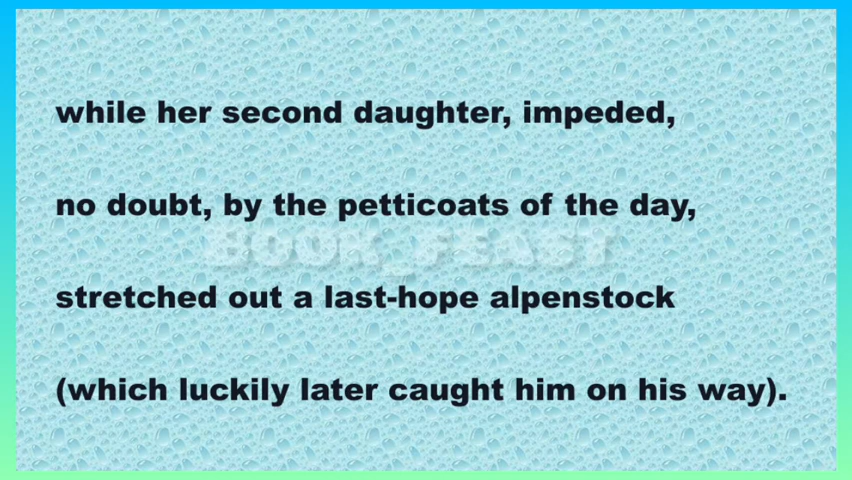 while her second daughter, impeded,
no doubt, by the petticoats of the day,
BOOK_FEAST
stretched out a last-hope alpenstock
(which luckily later caught him on his way).